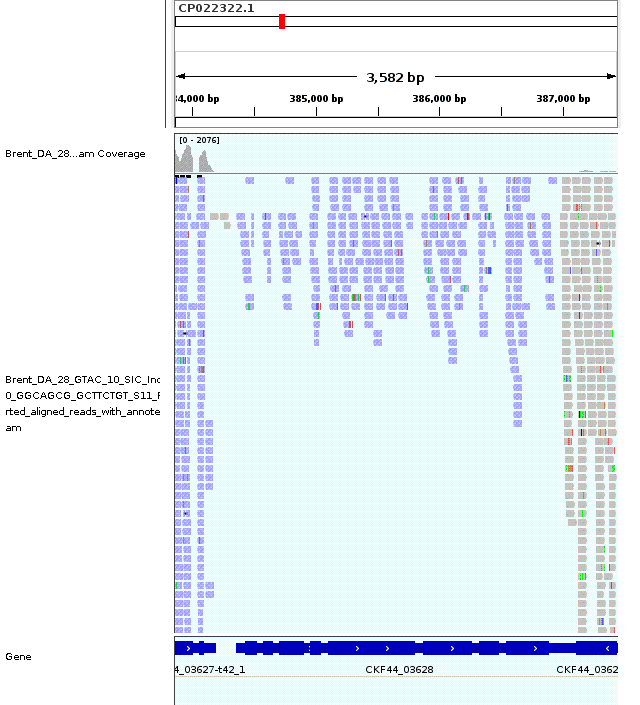 CP022322.1
3,582 bp
4,000 bp 385,000 bp 386,000 bp 387,000 bp
[0 - 2076]
Brent_DA_28...am Coverage
Brent_DA_28_GTAC_10_SIC_Ind
0_GGCAGCG_GCTTCTGT_S11_
rted_aligned_reads_with_annote
am
Gene
4_03627-t42_1 CKF44_03628 CKF44_0362